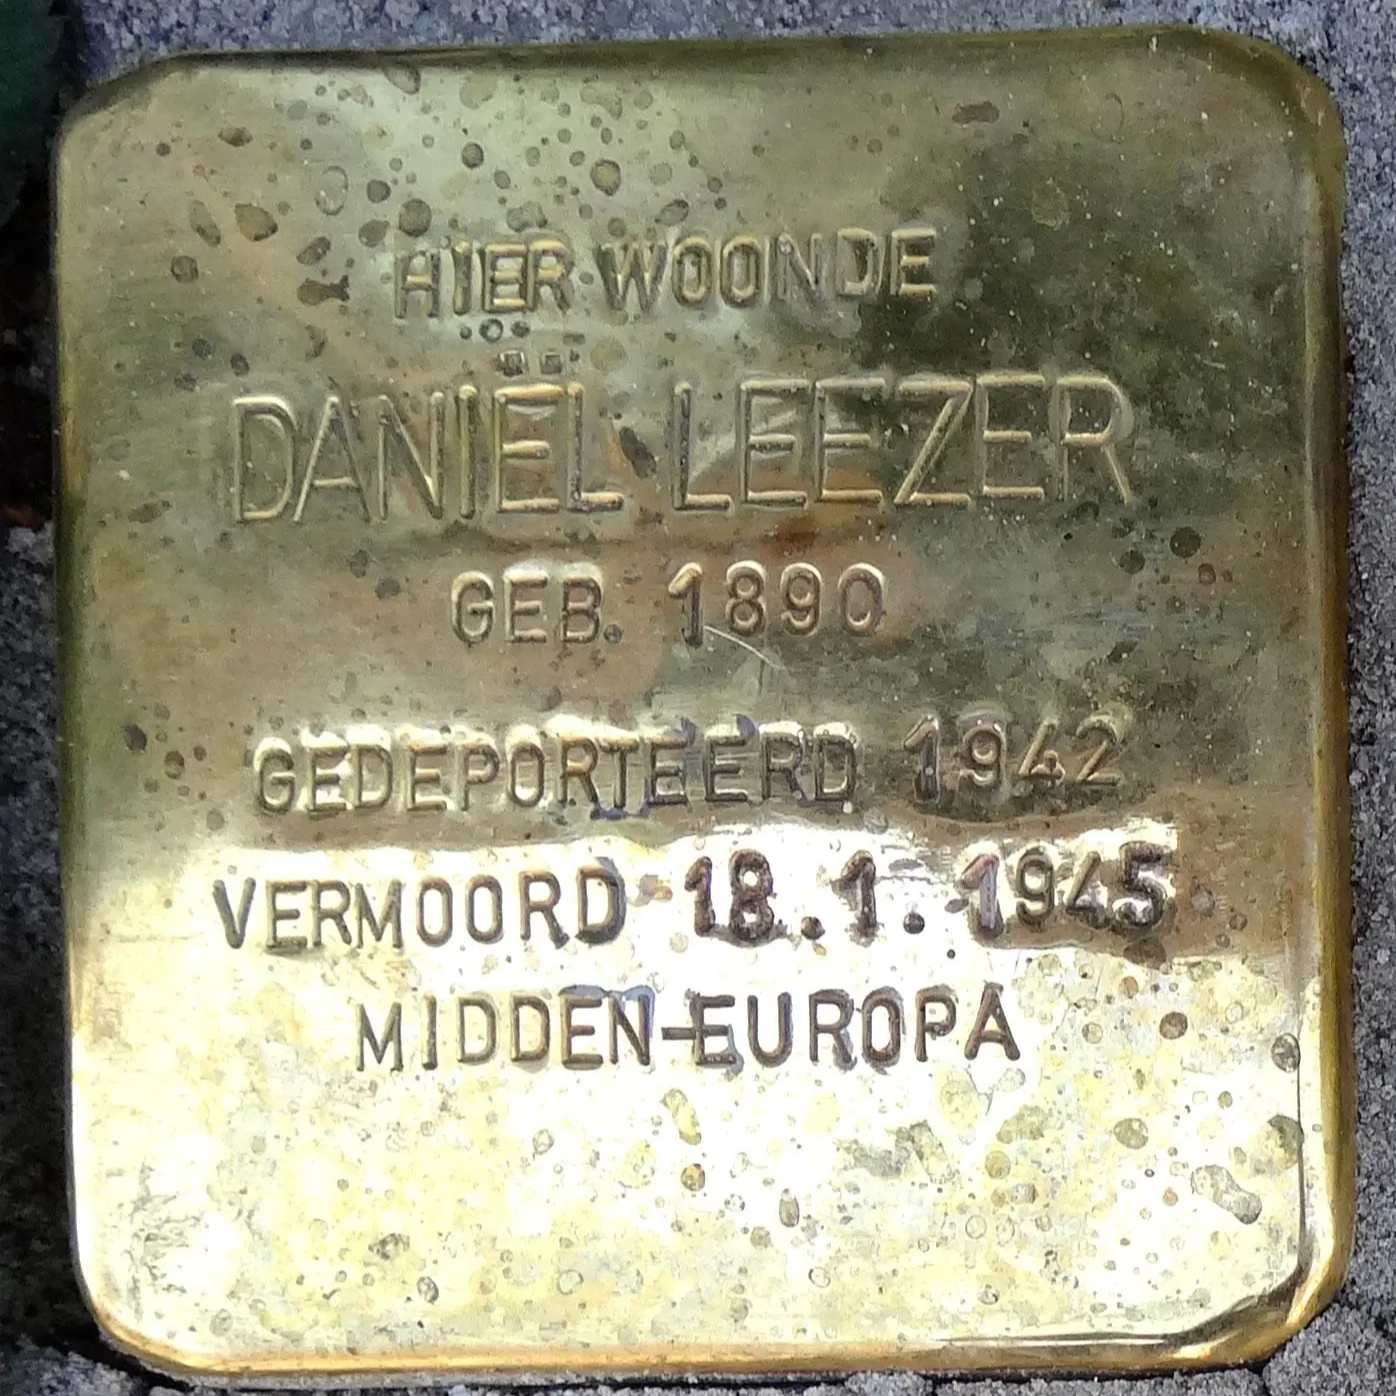 HIER WOONDE
DANIËL LEEZER
GEB. 1890
GEDEPORTEERD 1942
VERMOORD 18.1.1945
MIDDEN-EUROPA